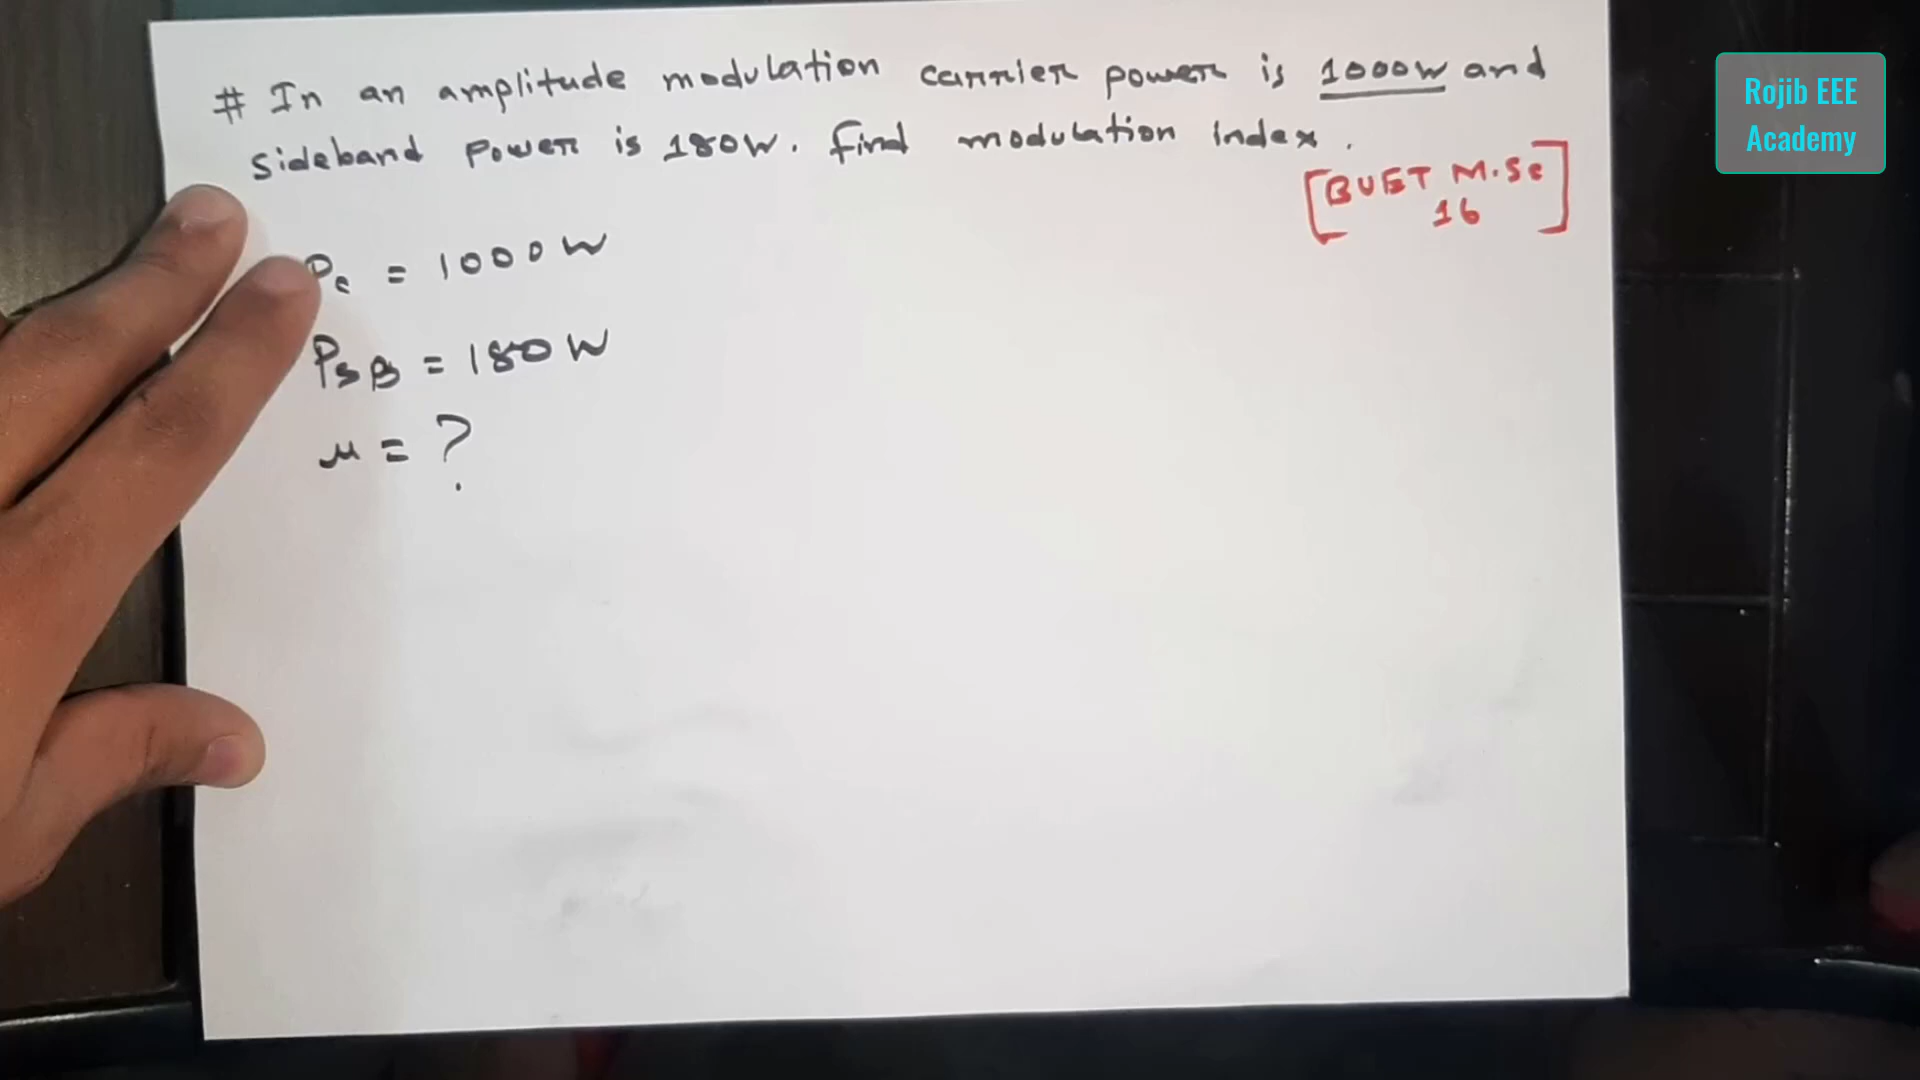 # In an amplitude modulation carrier power is 1000W and
sideband power is 180W. find modulation index.
[BUET M.Sc
16]
Pc = 1000 W
PSB = 180 W
μ = ?
Rojib EEE
Academy